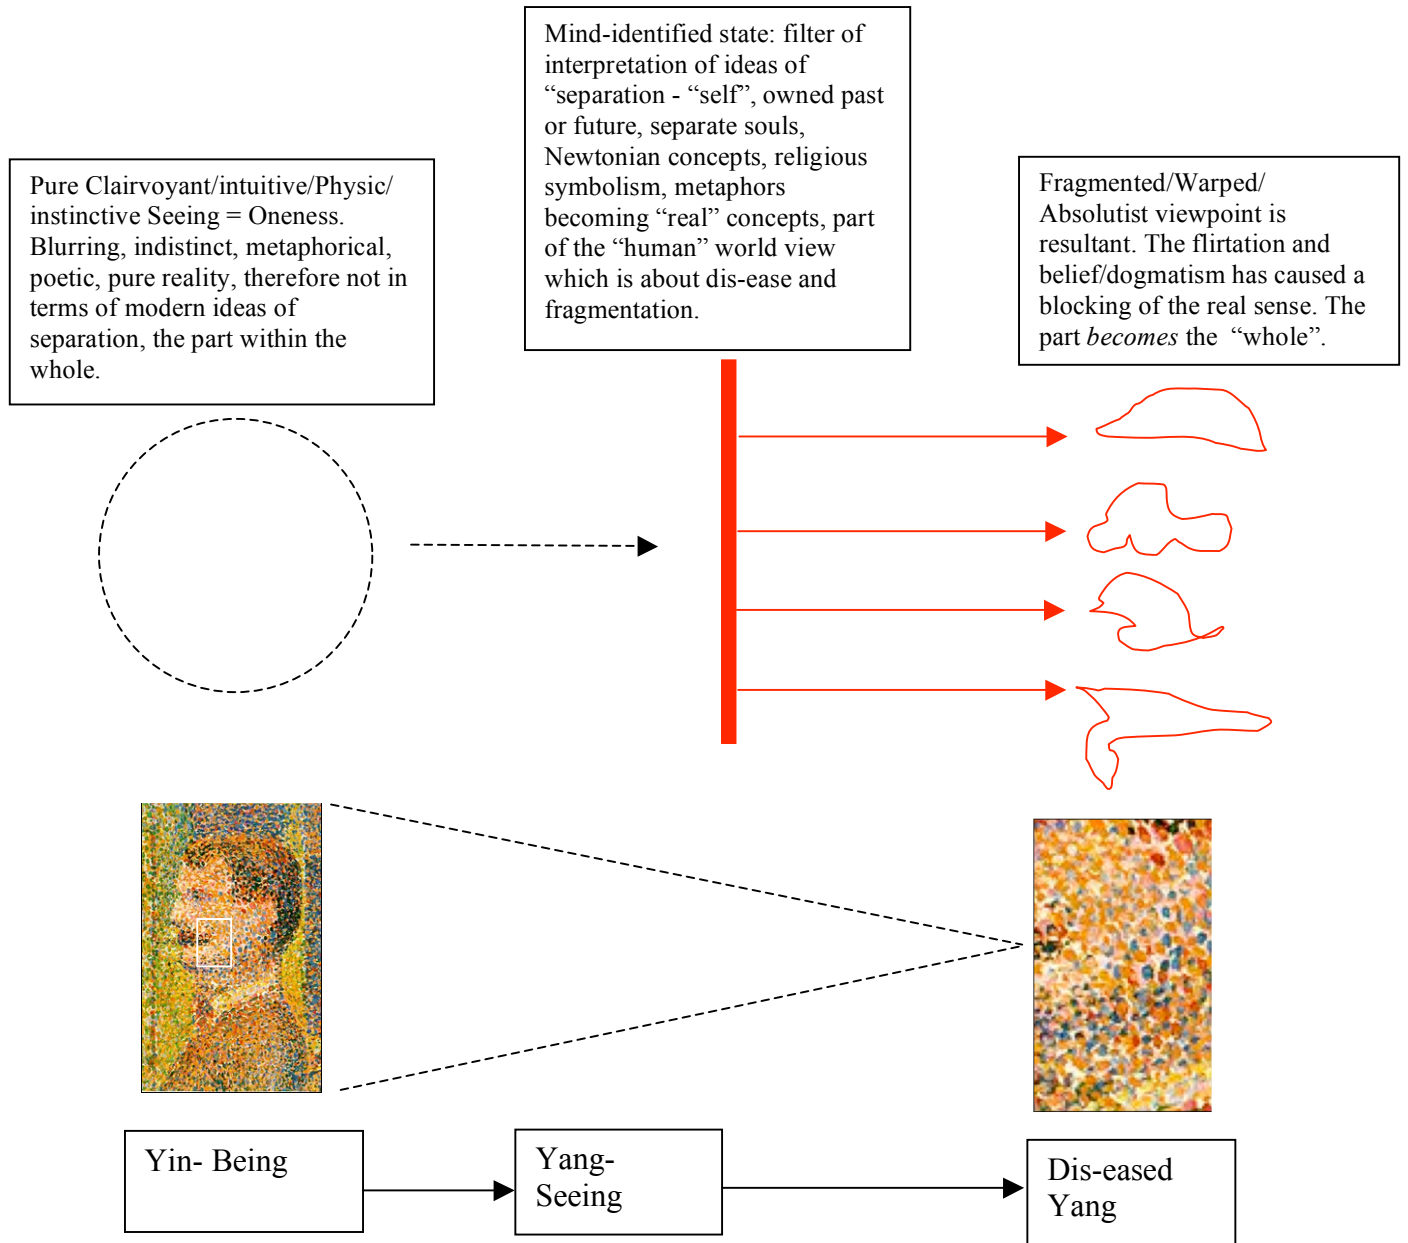 Pure Clairvoyant/intuitive/Physic/
instinctive Seeing = Oneness.
Blurring, indistinct, metaphorical,
poetic, pure reality, therefore not in
terms of modern ideas of
separation, the part within the
whole.
Mind-identified state: filter of
interpretation of ideas of
“separation - “self”, owned past
or future, separate souls,
Newtonian concepts, religious
symbolism, metaphors
becoming “real” concepts, part
of the “human” world view
which is about dis-ease and
fragmentation.
Fragmented/Warped/
Absolutist viewpoint is
resultant. The flirtation and
belief/dogmatism has caused a
blocking of the real sense. The
part becomes the “whole”.
Yin- Being
Yang-
Seeing
Dis-eased
Yang